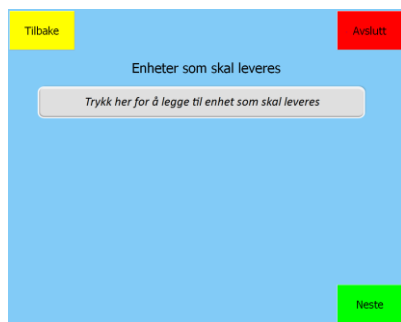 Tilbake
Avslutt
Enheter som skal leveres
Trykk her for å legge til enhet som skal leveres
Neste